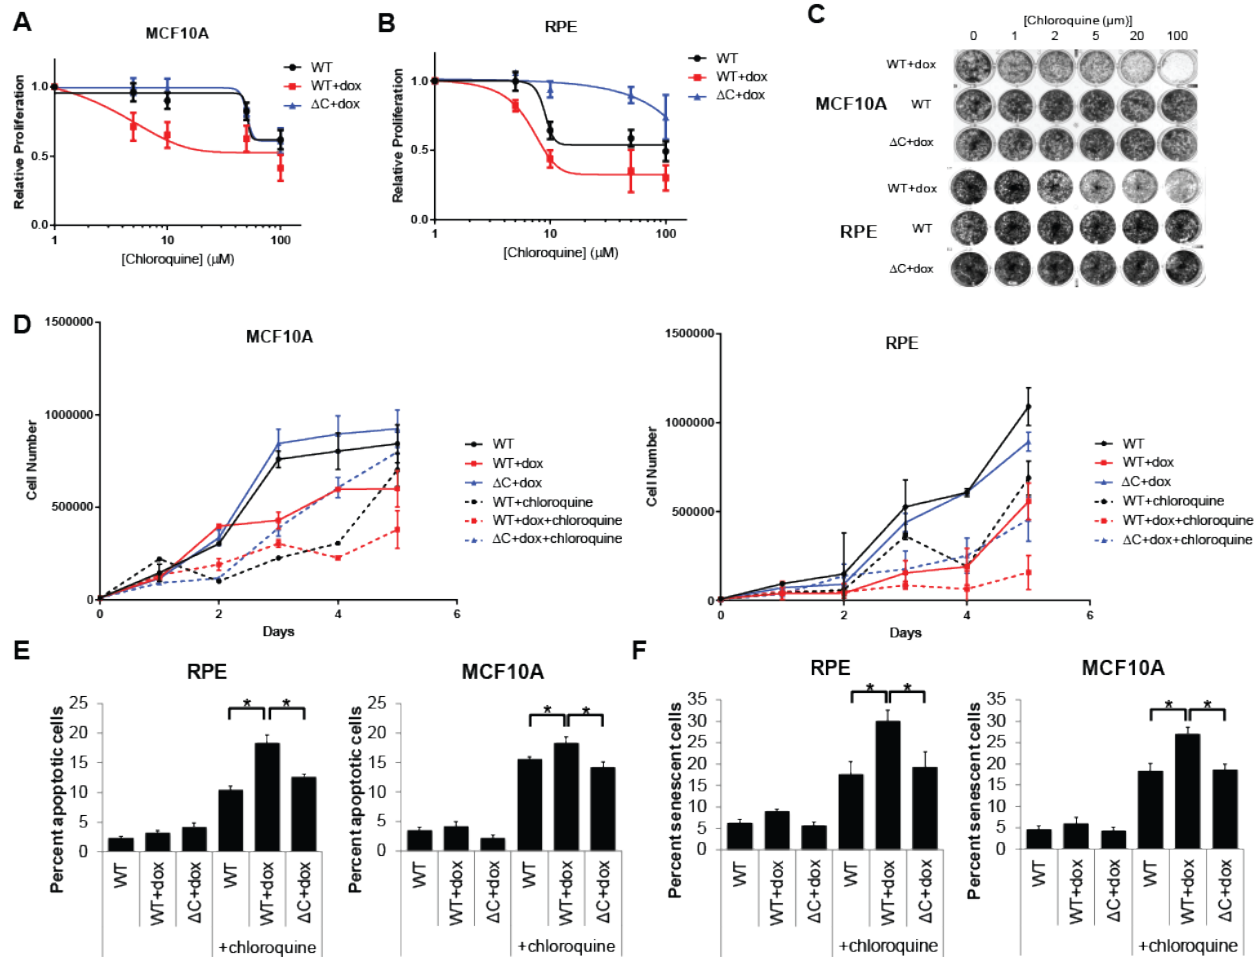 A
MCF10A
WT
WT+dox
ΔC+dox
Relative Proliferation
1.0
0.5
0.0
1
10
100
[Chloroquine] (μM)
B
RPE
WT
WT+dox
ΔC+dox
Relative Proliferation
1.0
0.5
0.0
1
10
100
[Chloroquine] (μM)
C
[Chloroquine (μm)]
0 1 2 5 20 100
WT+dox
MCF10A WT
ΔC+dox
WT+dox
RPE WT
ΔC+dox
D
MCF10A
Cell Number
1500000
1000000
500000
0
0 2 4 6
Days
WT
WT+dox
ΔC+dox
WT+chloroquine
WT+dox+chloroquine
ΔC+dox+chloroquine
RPE
Cell Number
1500000
1000000
500000
0
0 2 4 6
Days
WT
WT+dox
ΔC+dox
WT+chloroquine
WT+dox+chloroquine
ΔC+dox+chloroquine
E
RPE
Percent apoptotic cells
25
20
15
10
5
0
* *
WT WT+dox ΔC+dox WT WT+dox ΔC+dox
+chloroquine
MCF10A
Percent apoptotic cells
25
20
15
10
5
0
* *
WT WT+dox ΔC+dox WT WT+dox ΔC+dox
+chloroquine
F
RPE
Percent senescent cells
35
30
25
20
15
10
5
0
* *
WT WT+dox ΔC+dox WT WT+dox ΔC+dox
+chloroquine
MCF10A
Percent senescent cells
35
30
25
20
15
10
5
0
* *
WT WT+dox ΔC+dox WT WT+dox ΔC+dox
+chloroquine